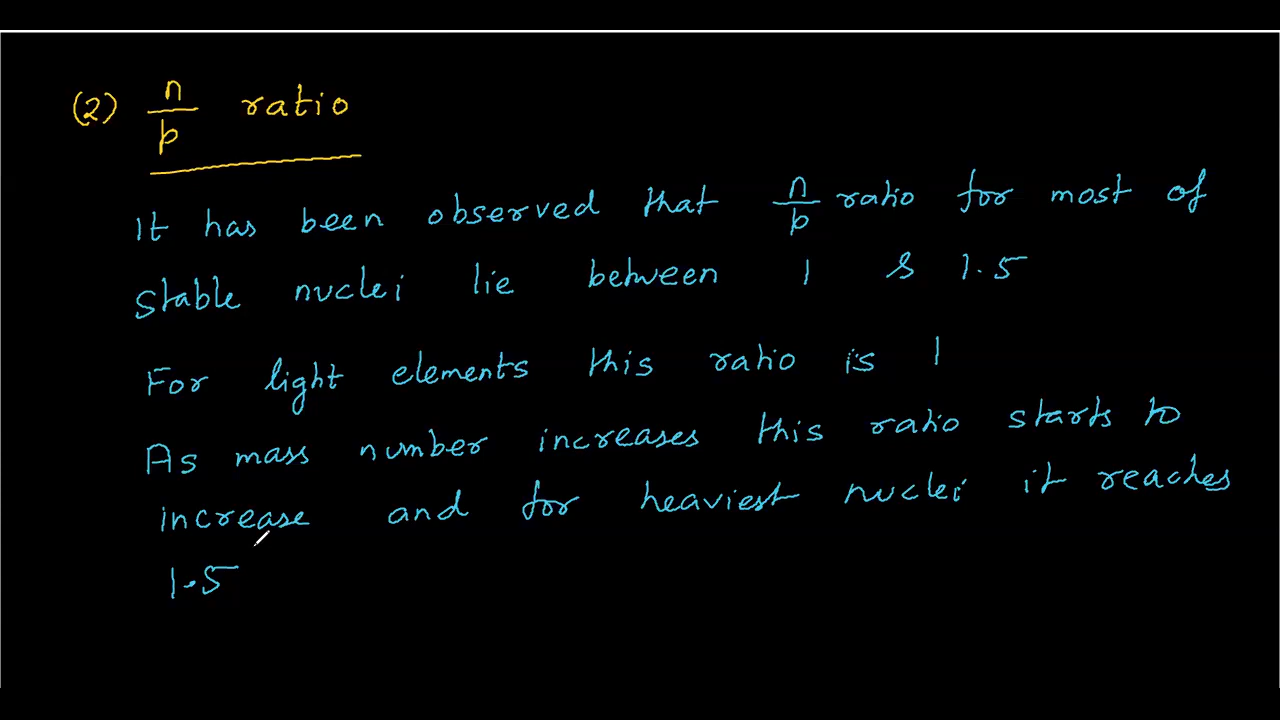 (2) n/p ratio
It has been observed that n/p ratio for most of
stable nuclei lie between 1 & 1.5
For light elements this ratio is 1
As mass number increases this ratio starts to
increase and for heaviest nuclei it reaches
1.5